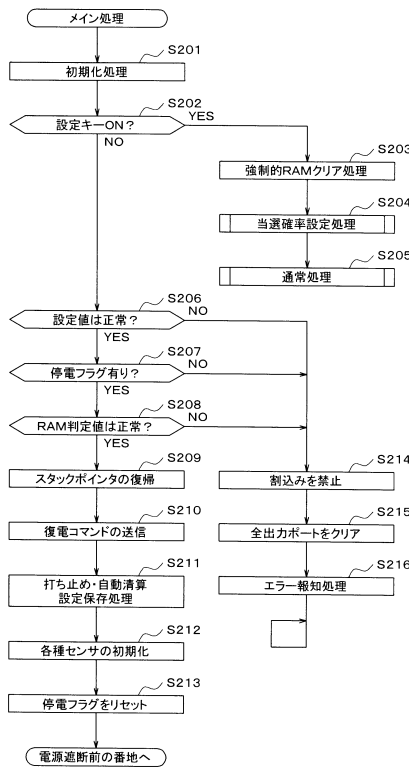 メイン処理
S201
初期化処理
S202
設定キーON?
YES
NO
S203
強制的RAMクリア処理
S204
当選確率設定処理
S205
通常処理
S206
設定値は正常?
NO
YES
S207
停電フラグ有り?
NO
YES
S208
RAM判定値は正常?
NO
YES
S209
スタックポインタの復帰
S214
割込みを禁止
S210
復電コマンドの送信
S215
全出力ポートをクリア
S211
打ち止め・自動清算
設定保存処理
S216
エラー報知処理
S212
各種センサの初期化
S213
停電フラグをリセット
電源遮断前の番地へ